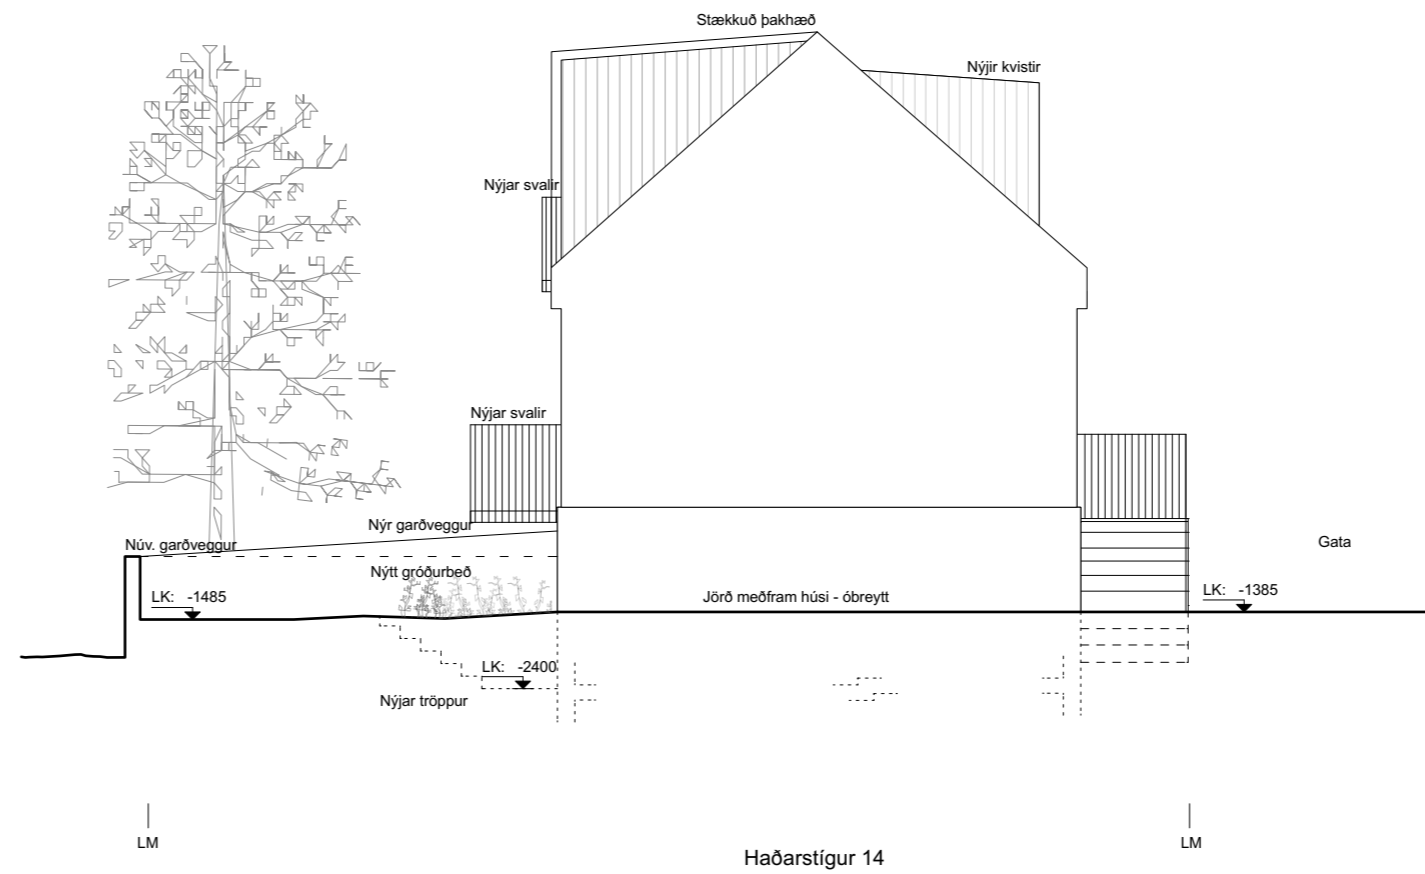 Stækkuð þakhæð
Nýjir kvistir
Nýjar svalir
Nýjar svalir
Nýr garðveggur
Núv. garðveggur
Gata
Nýtt gróðurbeð
LK: -1485
Jörð meðfram húsi - óbreytt
LK: -1385
LK: -2400
Nýjar tröppur
LM
LM
Haðarstígur 14